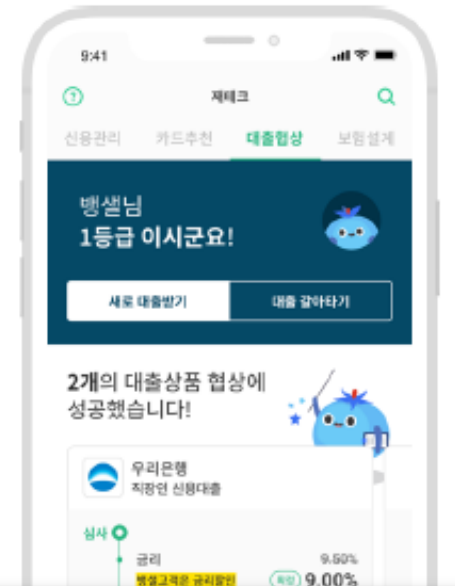 9:41
재테크
신용관리 카드추천 대출협상 보험설계
뱅샐님
1등급 이시군요!
새로 대출받기 대출 갈아타기
2개의 대출상품 협상에
성공했습니다!
우리은행
직장인 신용대출
심사
금리 9.50%
뱅샐고객은 금리할인 확정 9.00%